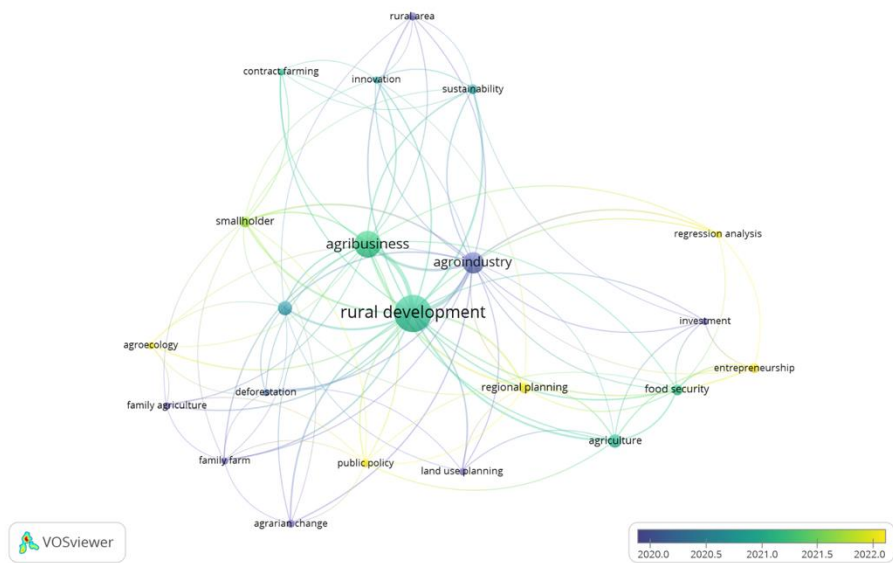 rural area
contract farming
innovation
sustainability
smallholder
agribusiness
agroindustry
regression analysis
rural development
investment
agroecology
entrepreneurship
regional planning
food security
deforestation
family agriculture
agriculture
family farm
public policy
land use planning
agrarian change
VOSviewer
2020.0 2020.5 2021.0 2021.5 2022.0